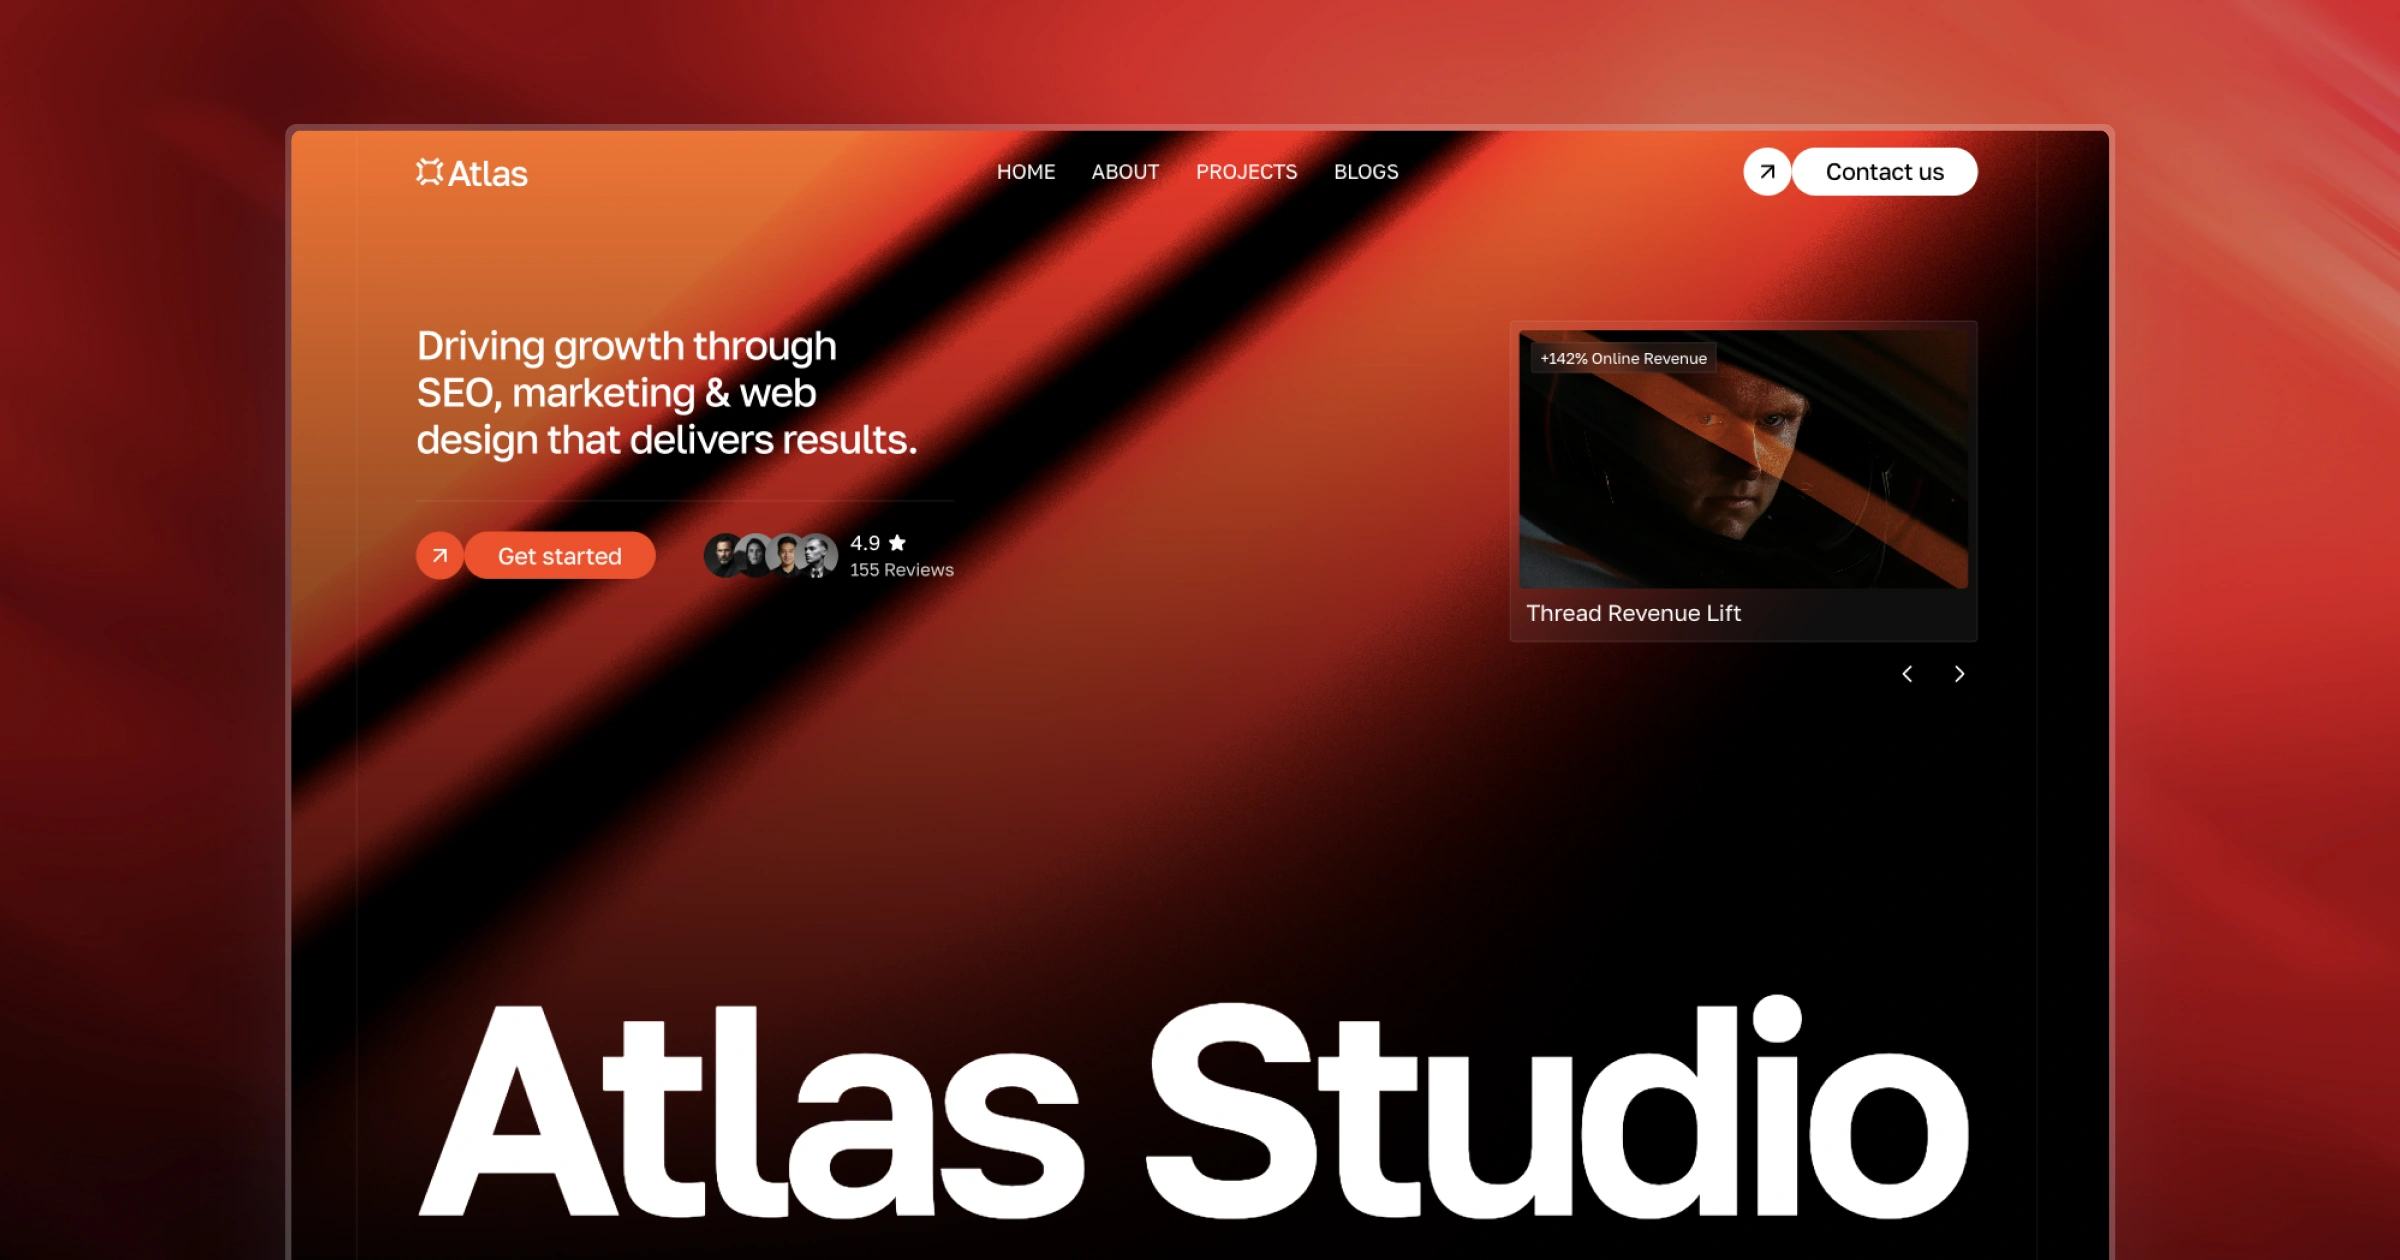 Atlas
HOME
ABOUT
PROJECTS
BLOGS
Contact us
Driving growth through
SEO, marketing & web
design that delivers results.
Get started
4.9
155 Reviews
+142% Online Revenue
Thread Revenue Lift
Atlas Studio